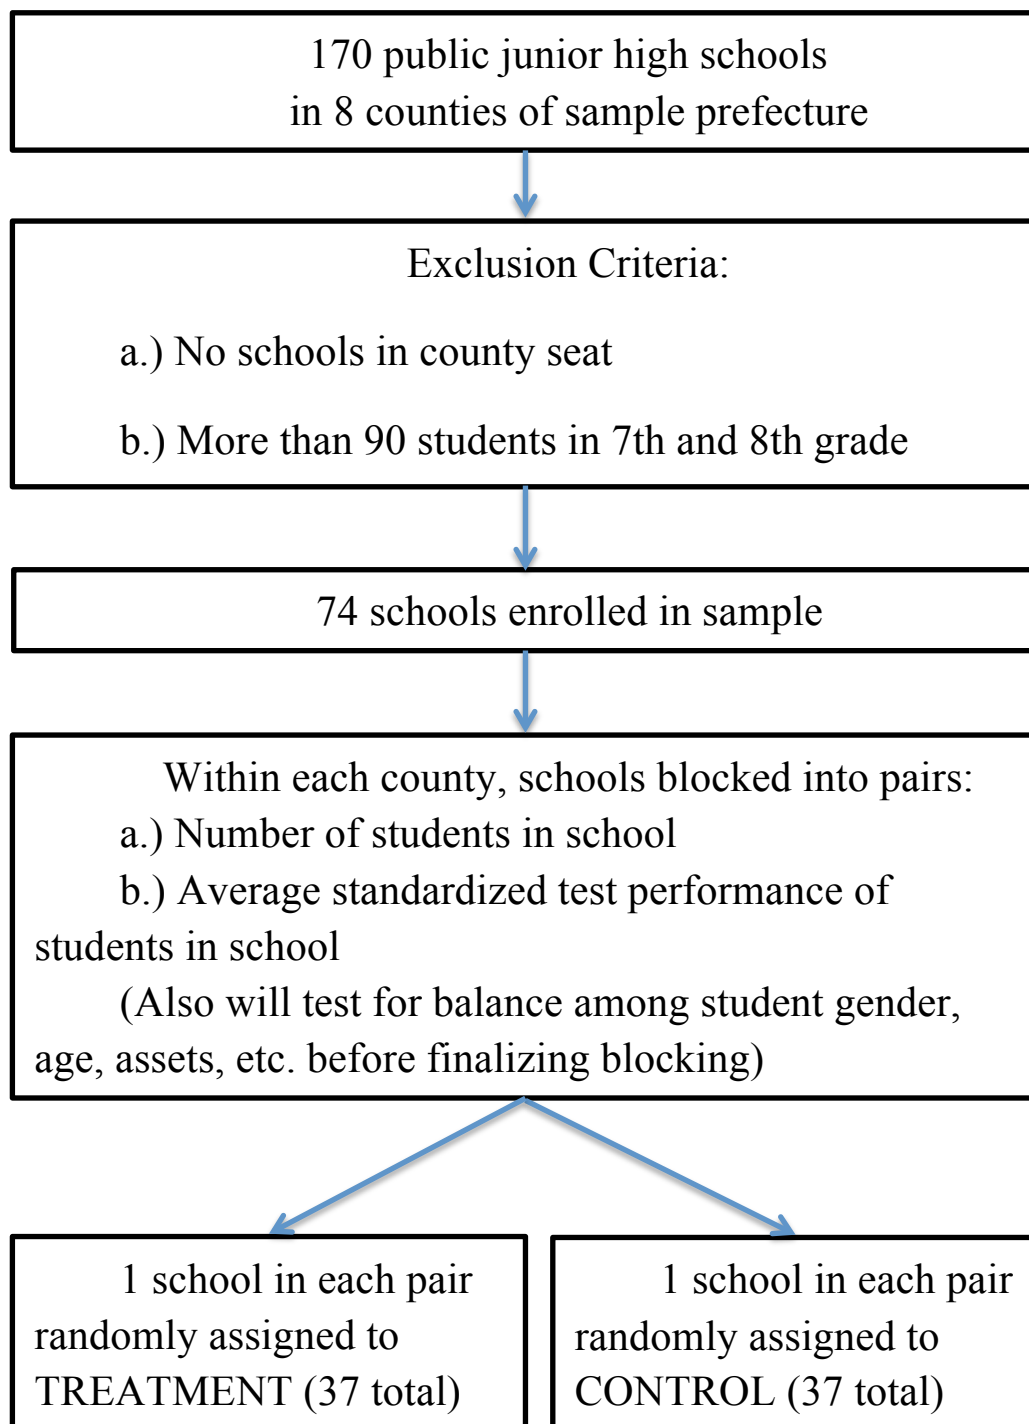 170 public junior high schools
in 8 counties of sample prefecture
Exclusion Criteria:
a.) No schools in county seat
b.) More than 90 students in 7th and 8th grade
74 schools enrolled in sample
Within each county, schools blocked into pairs:
a.) Number of students in school
b.) Average standardized test performance of
students in school
(Also will test for balance among student gender,
age, assets, etc. before finalizing blocking)
1 school in each pair
randomly assigned to
TREATMENT (37 total)
1 school in each pair
randomly assigned to
CONTROL (37 total)